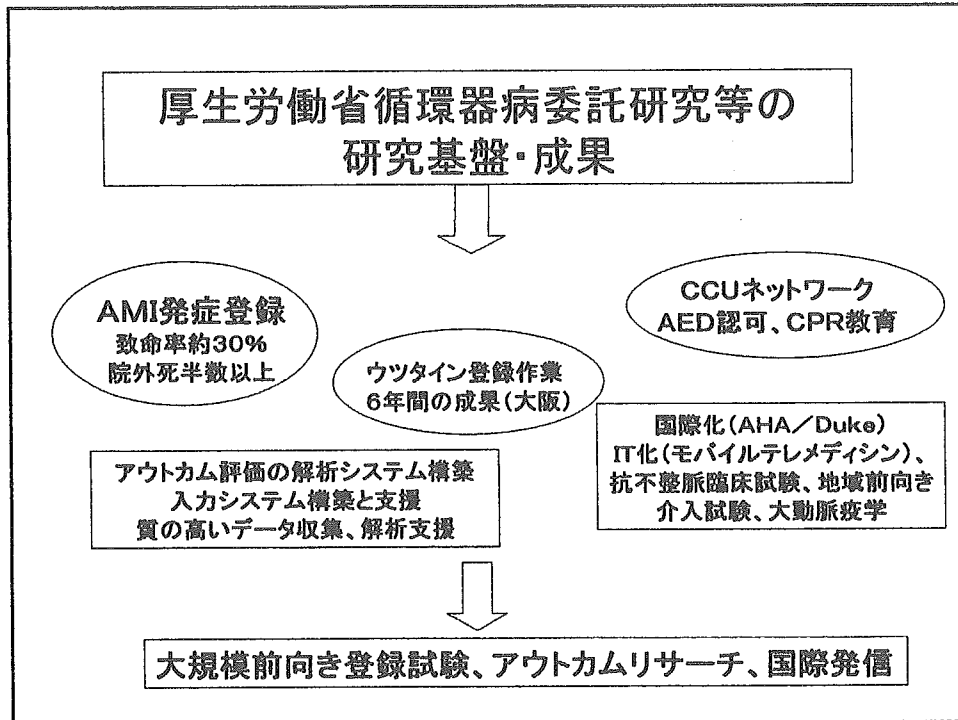 厚生労働省循環器病委託研究等の
研究基盤・成果
AMI発症登録
致命率約30%
院外死半数以上
ウツタイン登録作業
6年間の成果(大阪)
CCUネットワーク
AED認可、CPR教育
アウトカム評価の解析システム構築
入力システム構築と支援
質の高いデータ収集、解析支援
国際化(AHA/Duke)
IT化(モバイルテレメディシン)、
抗不整脈臨床試験、地域前向き
介入試験、大動脈疫学
大規模前向き登録試験、アウトカムリサーチ、国際発信